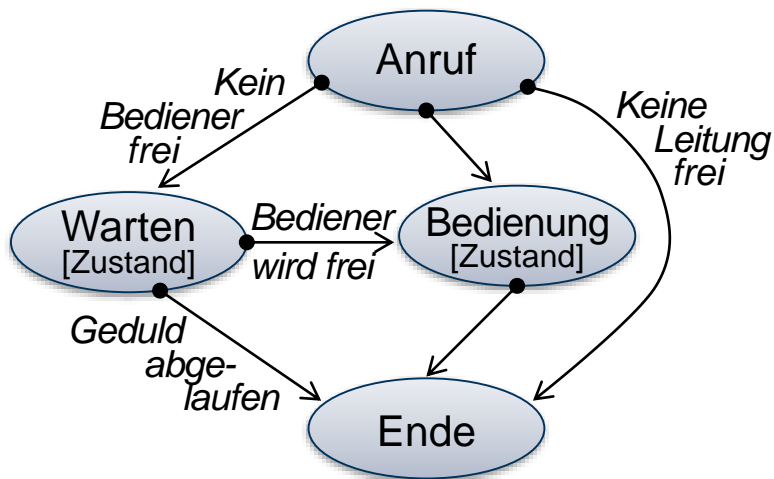 Anruf
Kein
Bediener
frei
Keine
Leitung
frei
Warten
[Zustand]
Bediener
wird frei
Bedienung
[Zustand]
Geduld
abge-
laufen
Ende